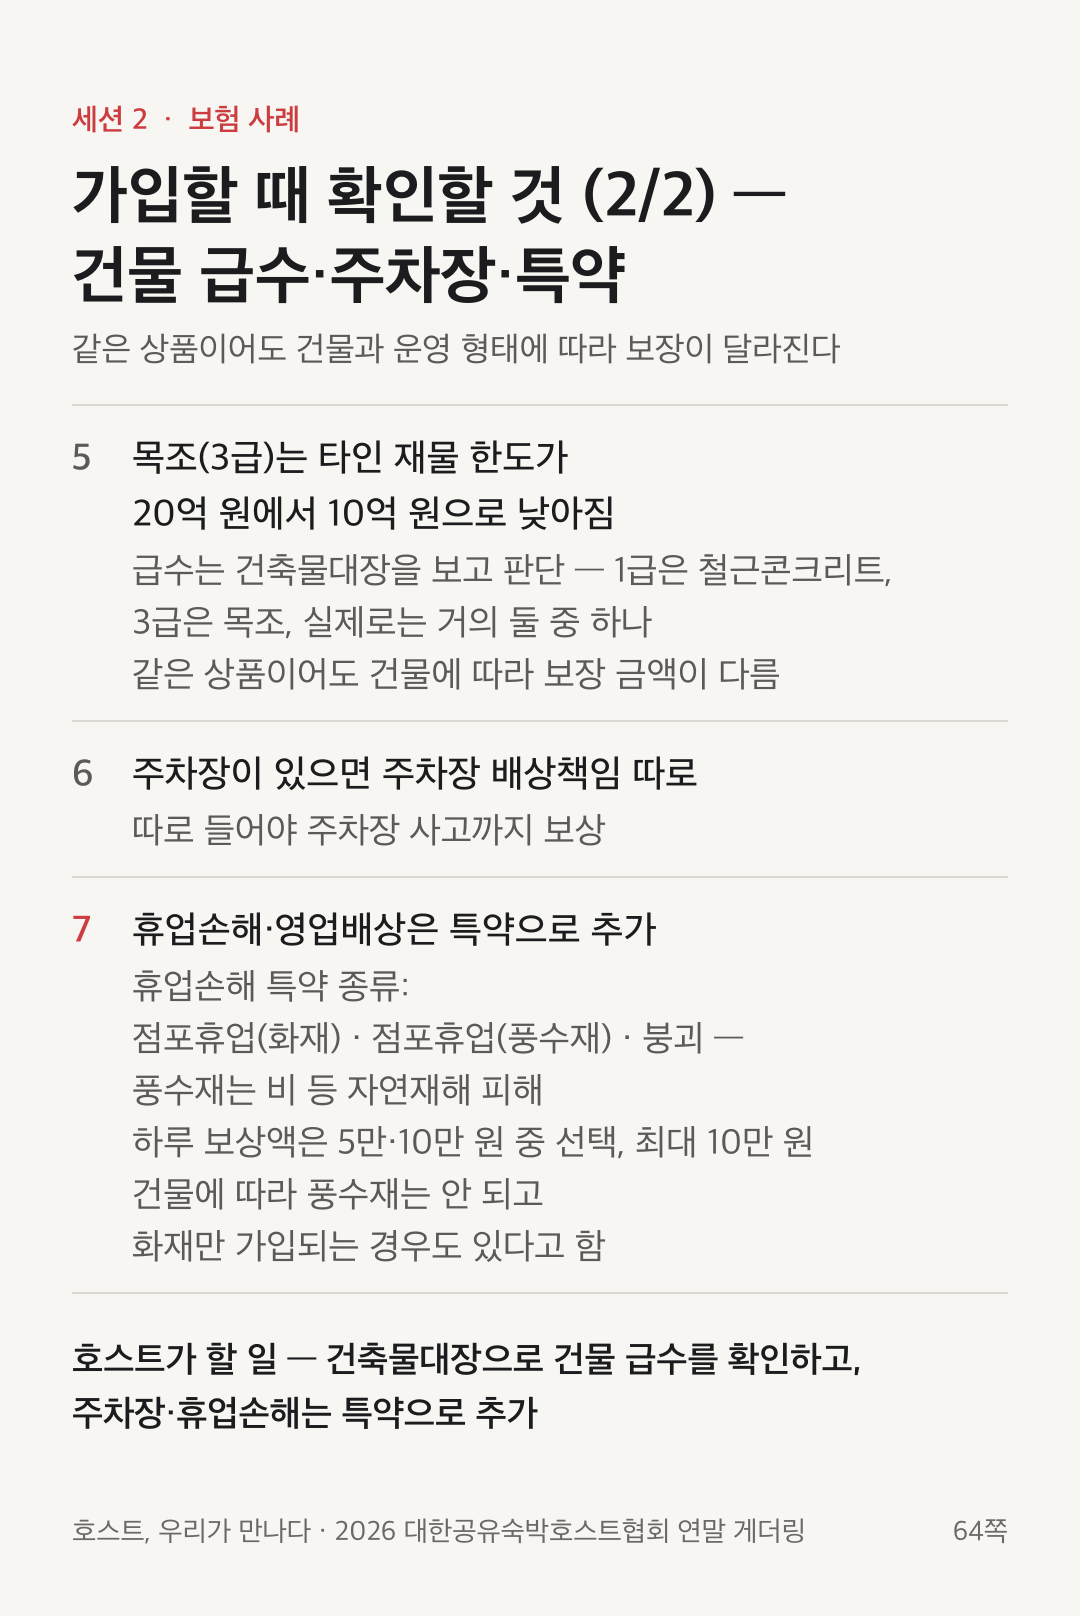 세션 2 · 보험 사례
가입할 때 확인할 것 (2/2) —
건물 급수·주차장·특약
같은 상품이어도 건물과 운영 형태에 따라 보장이 달라진다
5 목조(3급)는 타인 재물 한도가
20억 원에서 10억 원으로 낮아짐
급수는 건축물대장을 보고 판단 — 1급은 철근콘크리트,
3급은 목조, 실제로는 거의 둘 중 하나
같은 상품이어도 건물에 따라 보장 금액이 다름
6 주차장이 있으면 주차장 배상책임 따로
따로 들어야 주차장 사고까지 보상
7 휴업손해·영업배상은 특약으로 추가
휴업손해 특약 종류:
점포휴업(화재) · 점포휴업(풍수재) · 붕괴 —
풍수재는 비 등 자연재해 피해
하루 보상액은 5만·10만 원 중 선택, 최대 10만 원
건물에 따라 풍수재는 안 되고
화재만 가입되는 경우도 있다고 함
호스트가 할 일 — 건축물대장으로 건물 급수를 확인하고,
주차장·휴업손해는 특약으로 추가
호스트, 우리가 만나다 · 2026 대한공유숙박호스트협회 연말 게더링 64쪽